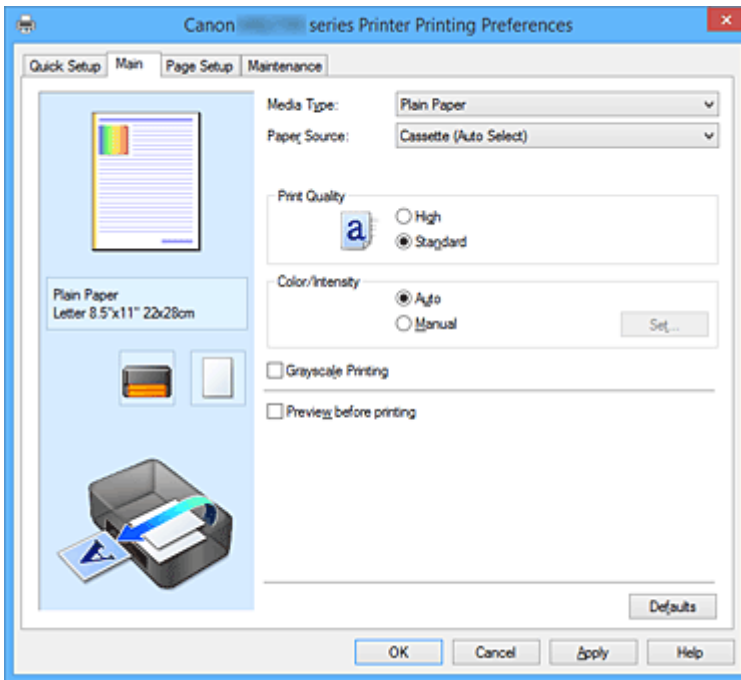 Canon series Printer Printing Preferences
Quick Setup Main Page Setup Maintenance
Media Type: Plain Paper
Paper Source: Cassette (Auto Select)
Print Quality
a
High
Standard
Color/Intensity
Auto
Manual
Set...
Plain Paper
Letter 8.5"x11" 22x28cm
Grayscale Printing
Preview before printing
A
Defaults
OK Cancel Apply Help